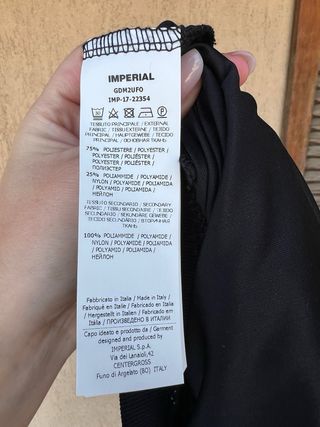 IMPERIAL
GDM2UFO
IMP-17-22354
TESSUTO PRINCIPALE / EXTERNAL
FABRIC / TISSU EXTERNE / TEJIDO
PRINCIPAL / HAUPTGEWEBE / TECIDO
PRINCIPAL / ОСНОВНАЯ ТКАНЬ
75% POLIESTERE / POLYESTER /
POLYESTER / POLIÉSTER /
POLYESTER / POLIÉSTER /
ПОЛИЭСТЕР
25% POLIAMMIDE / POLYAMIDE /
NYLON / POLYAMIDE / POLIAMIDA
/ POLYAMID / POLIAMIDA /
НЕЙЛОН
TESSUTO SECONDARIO / SECONDARY
FABRIC / TISSU SECONDAIRE / TEJIDO
SECUNDARIO / SEKUNDÄRE GEWEBE /
TECIDO SECUNDÁRIO / ВТОРИЧНАЯ
ТКАНЬ
100% POLIAMMIDE / POLYAMIDE /
NYLON / POLYAMIDE / POLIAMIDA
/ POLYAMID / POLIAMIDA /
НЕЙЛОН
Fabbricato in Italia / Made in Italy /
Fabriqué en Italie / Fabricado en Italia
/ Hergestellt in Italien / Fabricado em
Itália / ПРОИЗВЕДЕНО В ИТАЛИИ
Capo ideato e prodotto da / Garment
designed and produced by
IMPERIAL S.p.A.
Via dei Lanaioli,42
CENTERGROSS
Funo di Argelato (BO) ITALY